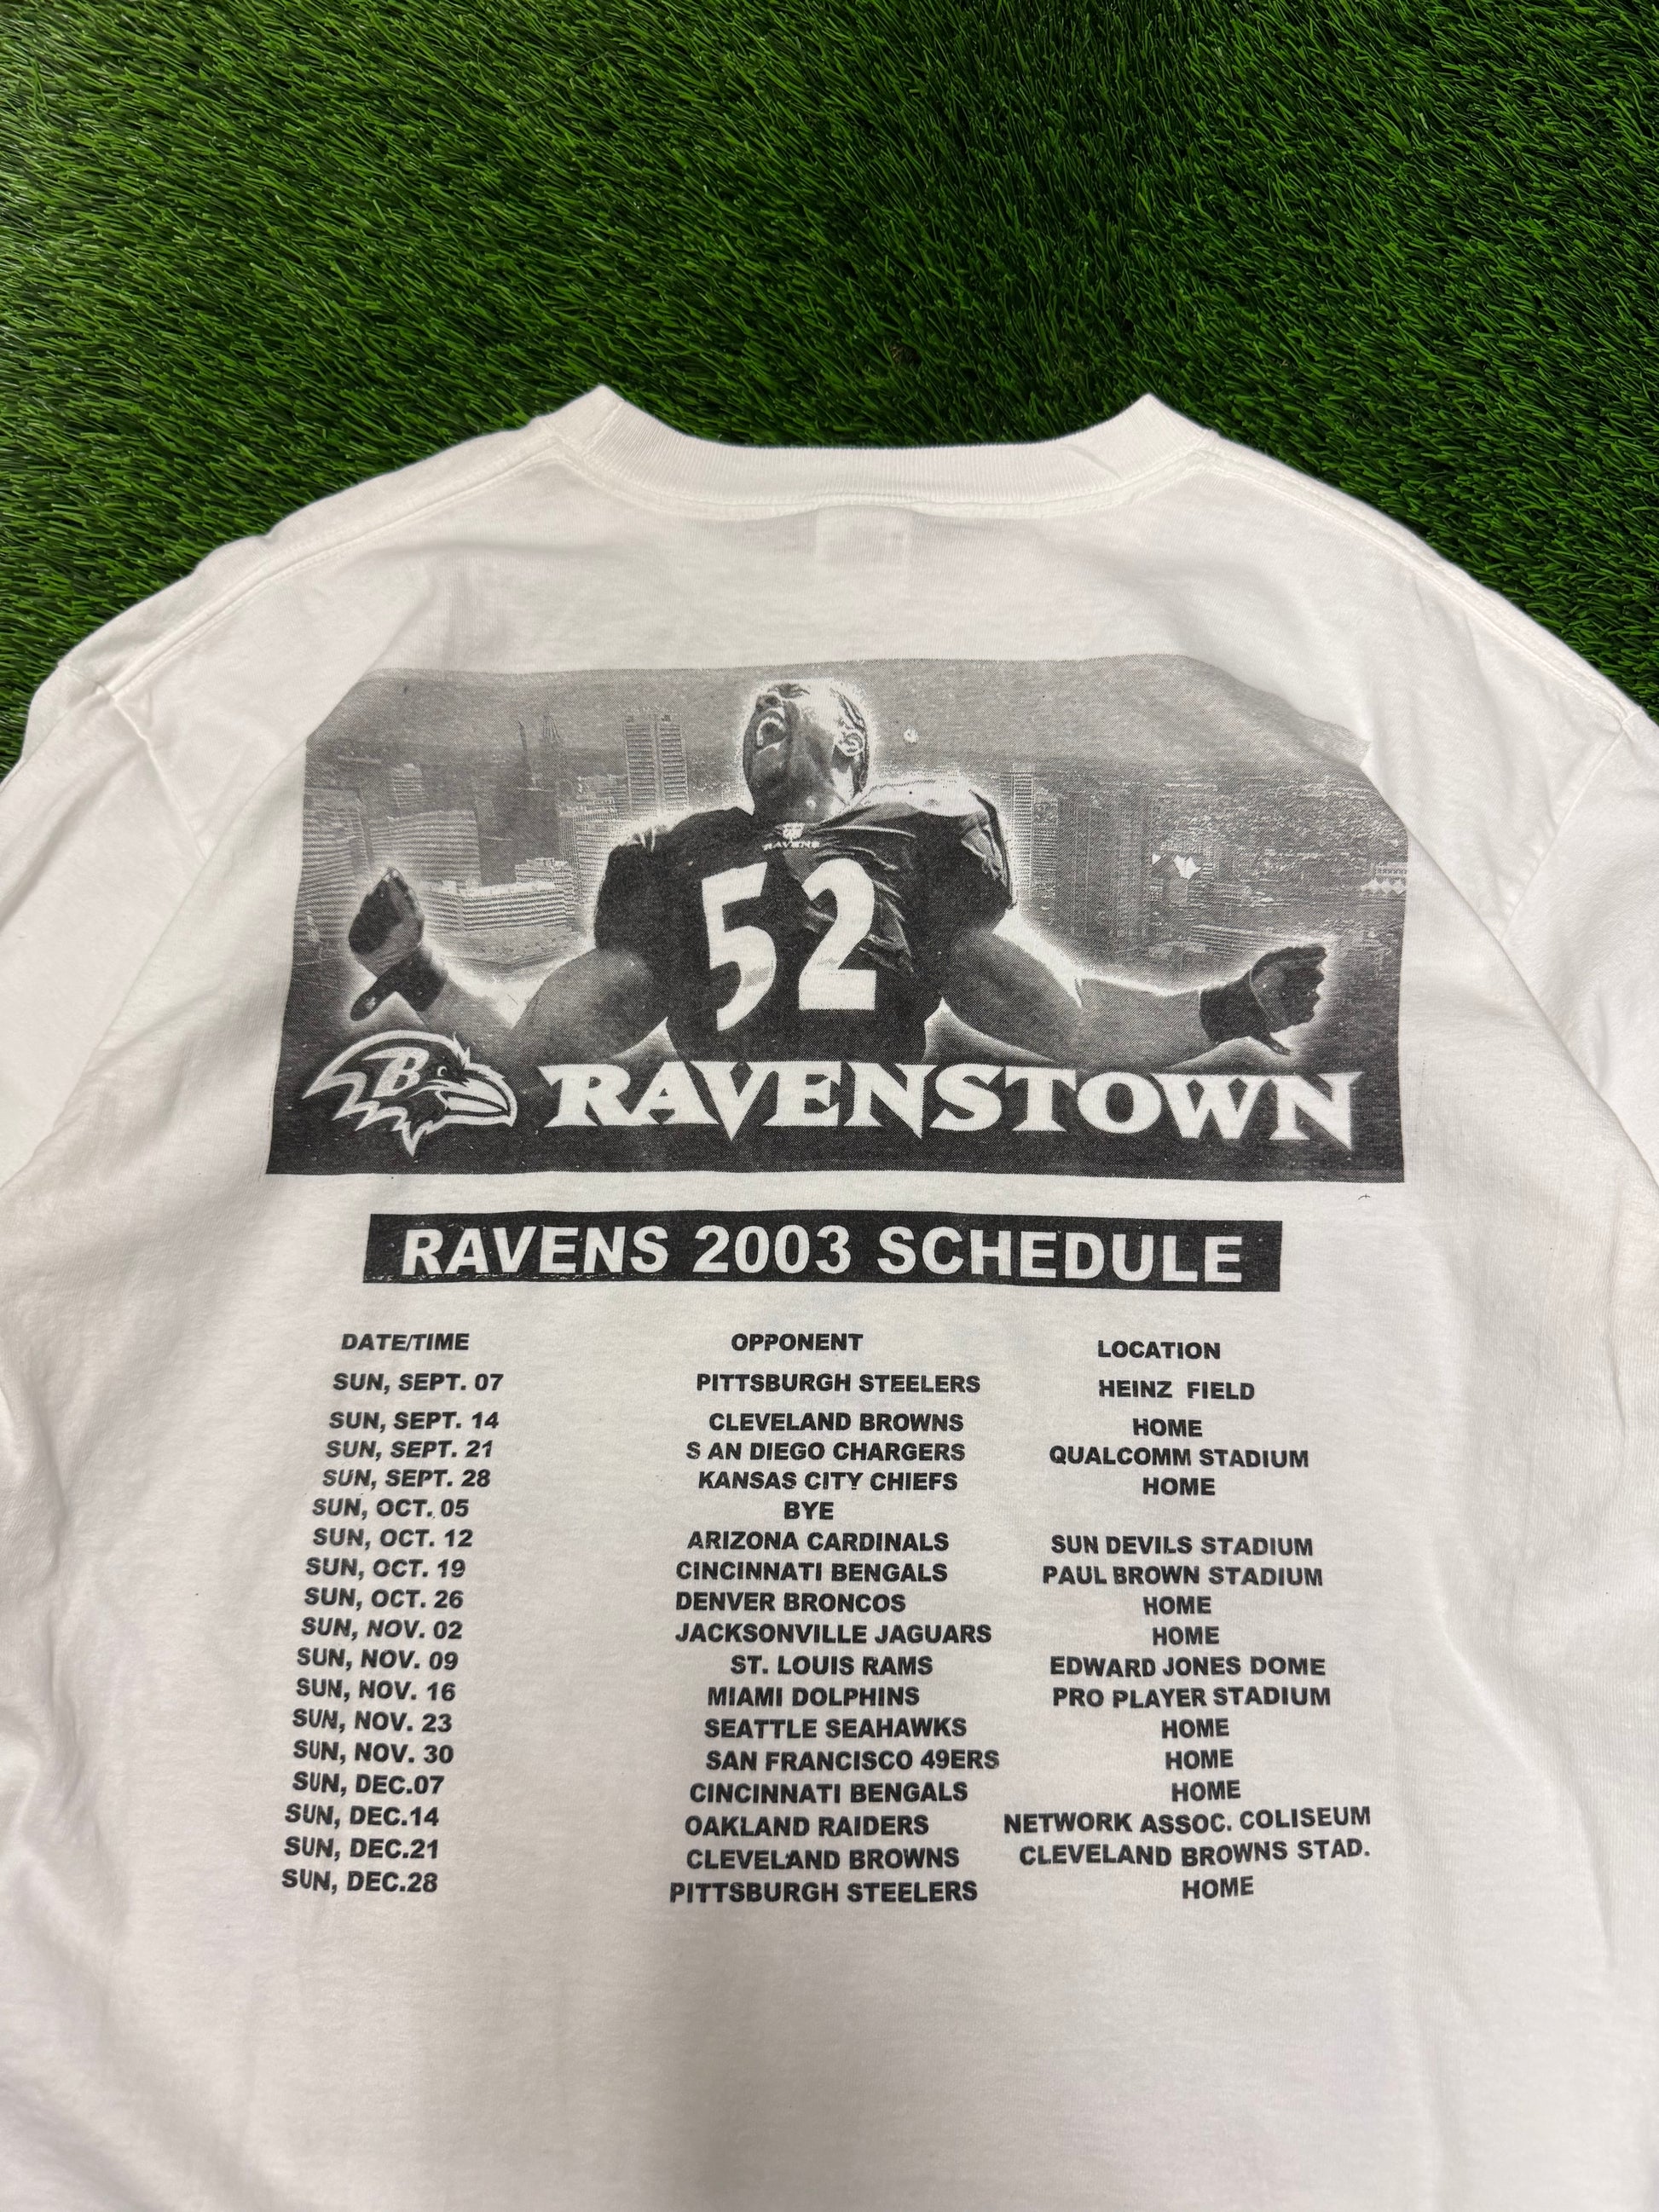 RAVENS
52
B RAVENSTOWN
RAVENS 2003 SCHEDULE
DATE/TIME OPPONENT LOCATION
SUN, SEPT. 07 PITTSBURGH STEELERS HEINZ FIELD
SUN, SEPT. 14 CLEVELAND BROWNS HOME
SUN, SEPT. 21 S AN DIEGO CHARGERS QUALCOMM STADIUM
SUN, SEPT. 28 KANSAS CITY CHIEFS HOME
SUN, OCT. 05 BYE
SUN, OCT. 12 ARIZONA CARDINALS SUN DEVILS STADIUM
SUN, OCT. 19 CINCINNATI BENGALS PAUL BROWN STADIUM
SUN, OCT. 26 DENVER BRONCOS HOME
SUN, NOV. 02 JACKSONVILLE JAGUARS HOME
SUN, NOV. 09 ST. LOUIS RAMS EDWARD JONES DOME
SUN, NOV. 16 MIAMI DOLPHINS PRO PLAYER STADIUM
SUN, NOV. 23 SEATTLE SEAHAWKS HOME
SUN, NOV. 30 SAN FRANCISCO 49ERS HOME
SUN, DEC.07 CINCINNATI BENGALS HOME
SUN, DEC.14 OAKLAND RAIDERS NETWORK ASSOC. COLISEUM
SUN, DEC.21 CLEVELAND BROWNS CLEVELAND BROWNS STAD.
SUN, DEC.28 PITTSBURGH STEELERS HOME